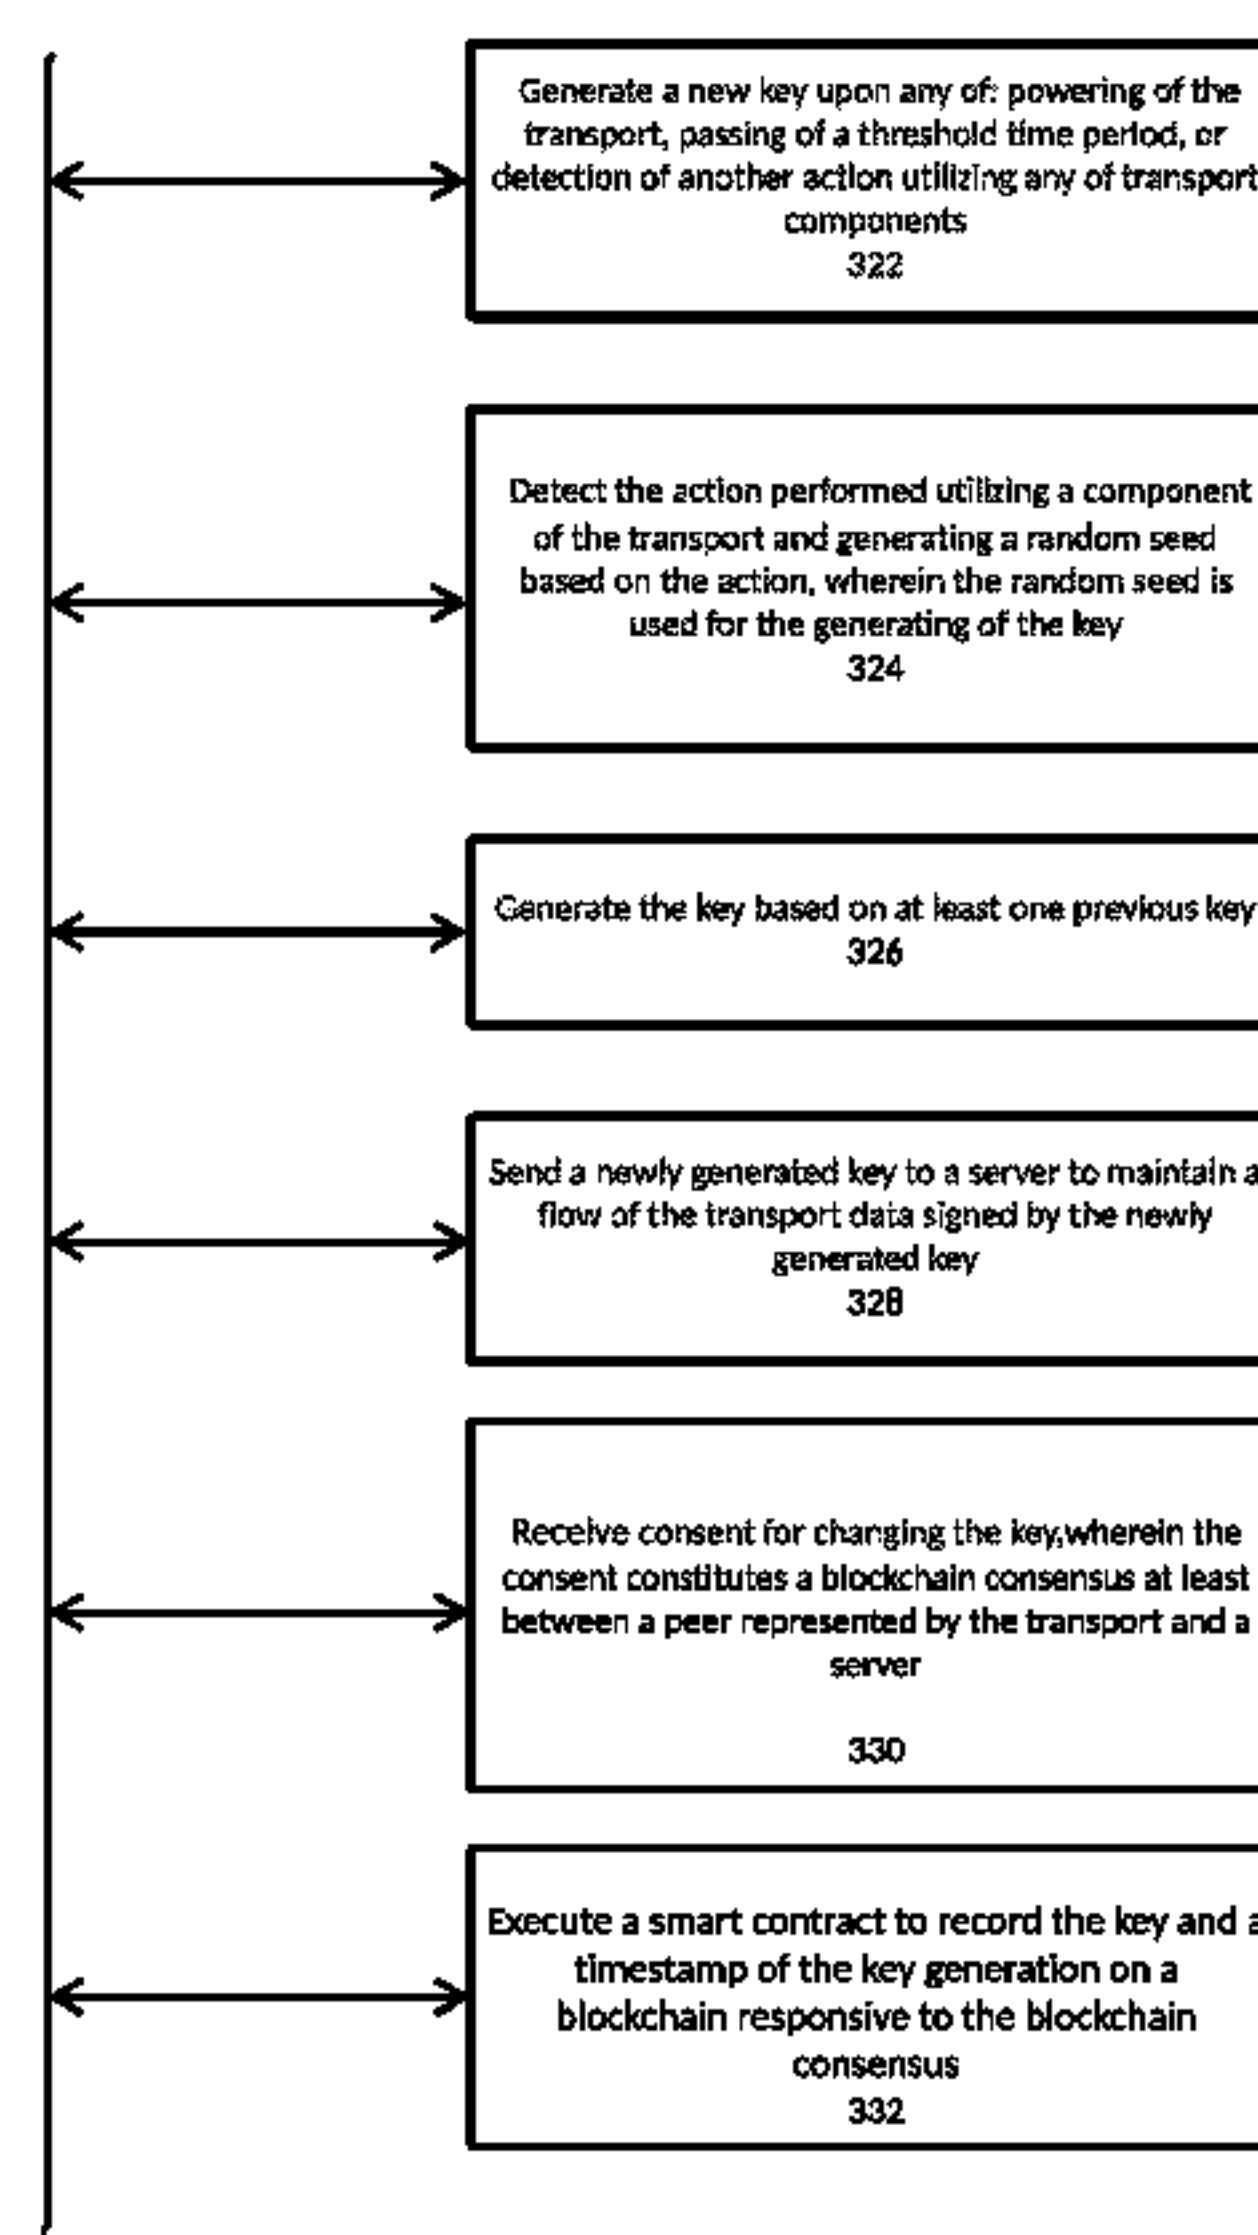 Generate a new key upon any of: powering of the
transport, passing of a threshold time period, or
detection of another action utilizing any of transport
components
322
Detect the action performed utilizing a component
of the transport and generating a random seed
based on the action, wherein the random seed is
used for the generating of the key
324
Generate the key based on at least one previous key
326
Send a newly generated key to a server to maintain a
flow of the transport data signed by the newly
generated key
328
Receive consent for changing the key,wherein the
consent constitutes a blockchain consensus at least
between a peer represented by the transport and a
server
330
Execute a smart contract to record the key and a
timestamp of the key generation on a
blockchain responsive to the blockchain
consensus
332